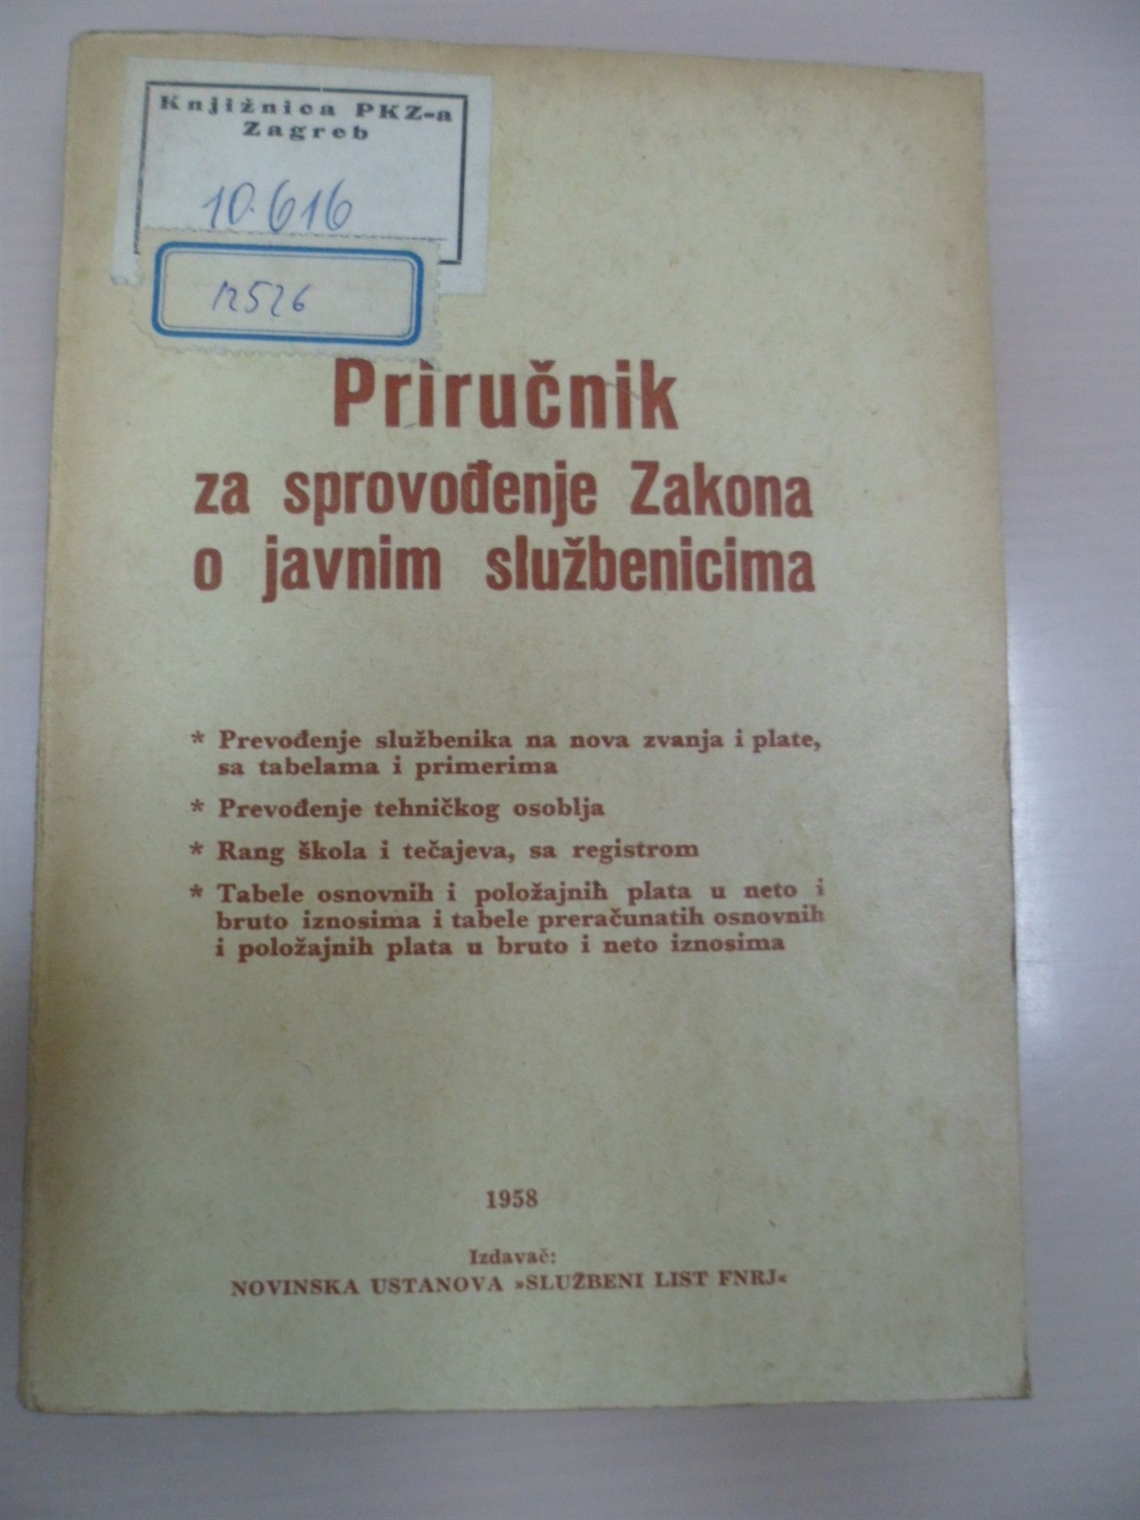 Knjižnica PKZ-a
Zagreb
10.616
12526
Priručnik
za sprovođenje Zakona
o javnim službenicima
* Prevođenje službenika na nova zvanja i plate,
sa tabelama i primerima
* Prevođenje tehničkog osoblja
* Rang škola i tečajeva, sa registrom
* Tabele osnovnih i položajnih plata u neto i
bruto iznosima i tabele preračunatih osnovnih
i položajnih plata u bruto i neto iznosima
1958
Izdavač:
NOVINSKA USTANOVA »SLUŽBENI LIST FNRJ«